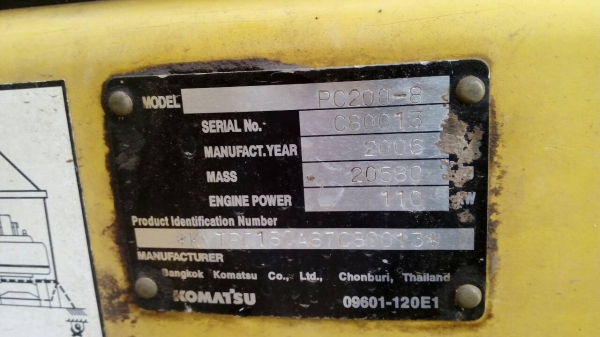 MODEL PC200-8
SERIAL No. C80013
MANUFACT.YEAR 2006
MASS 20580
ENGINE POWER 110 KW
Product Identification Number
MANUFACTURER
Bangkok Komatsu Co., Ltd., Chonburi, Thailand
KOMATSU 09601-120E1